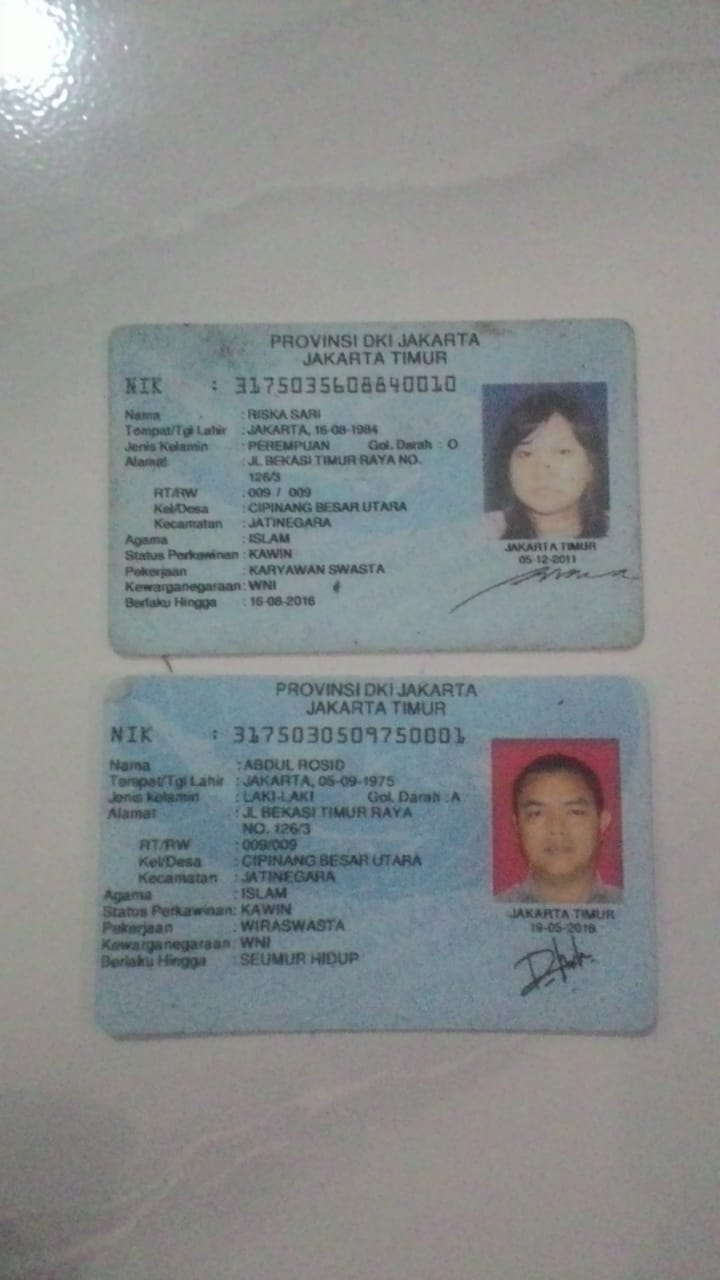 PROVINSI DKI JAKARTA
JAKARTA TIMUR
NIK : 3175035608840010
Nama : RISKA SARI
Tempat/Tgl Lahir : JAKARTA, 16-08-1984
Jenis Kelamin : PEREMPUAN Gol. Darah : O
Alamat : JL BEKASI TIMUR RAYA NO.
126/3
RT/RW : 009 / 009
Kel/Desa : CIPINANG BESAR UTARA
Kecamatan : JATINEGARA
Agama : ISLAM
Status Perkawinan : KAWIN
Pekerjaan : KARYAWAN SWASTA
Kewarganegaraan : WNI
Berlaku Hingga : 16-08-2016
JAKARTA TIMUR
05-12-2011
PROVINSI DKI JAKARTA
JAKARTA TIMUR
NIK : 3175030509750001
Nama : ABDUL ROSID
Tempat/Tgl Lahir : JAKARTA, 05-09-1975
Jenis kelamin : LAKI-LAKI Gol. Darah : A
Alamat : JL BEKASI TIMUR RAYA
NO. 126/3
RT/RW : 009/009
Kel/Desa : CIPINANG BESAR UTARA
Kecamatan : JATINEGARA
Agama : ISLAM
Status Perkawinan : KAWIN
Pekerjaan : WIRASWASTA
Kewarganegaraan : WNI
Berlaku Hingga : SEUMUR HIDUP
JAKARTA TIMUR